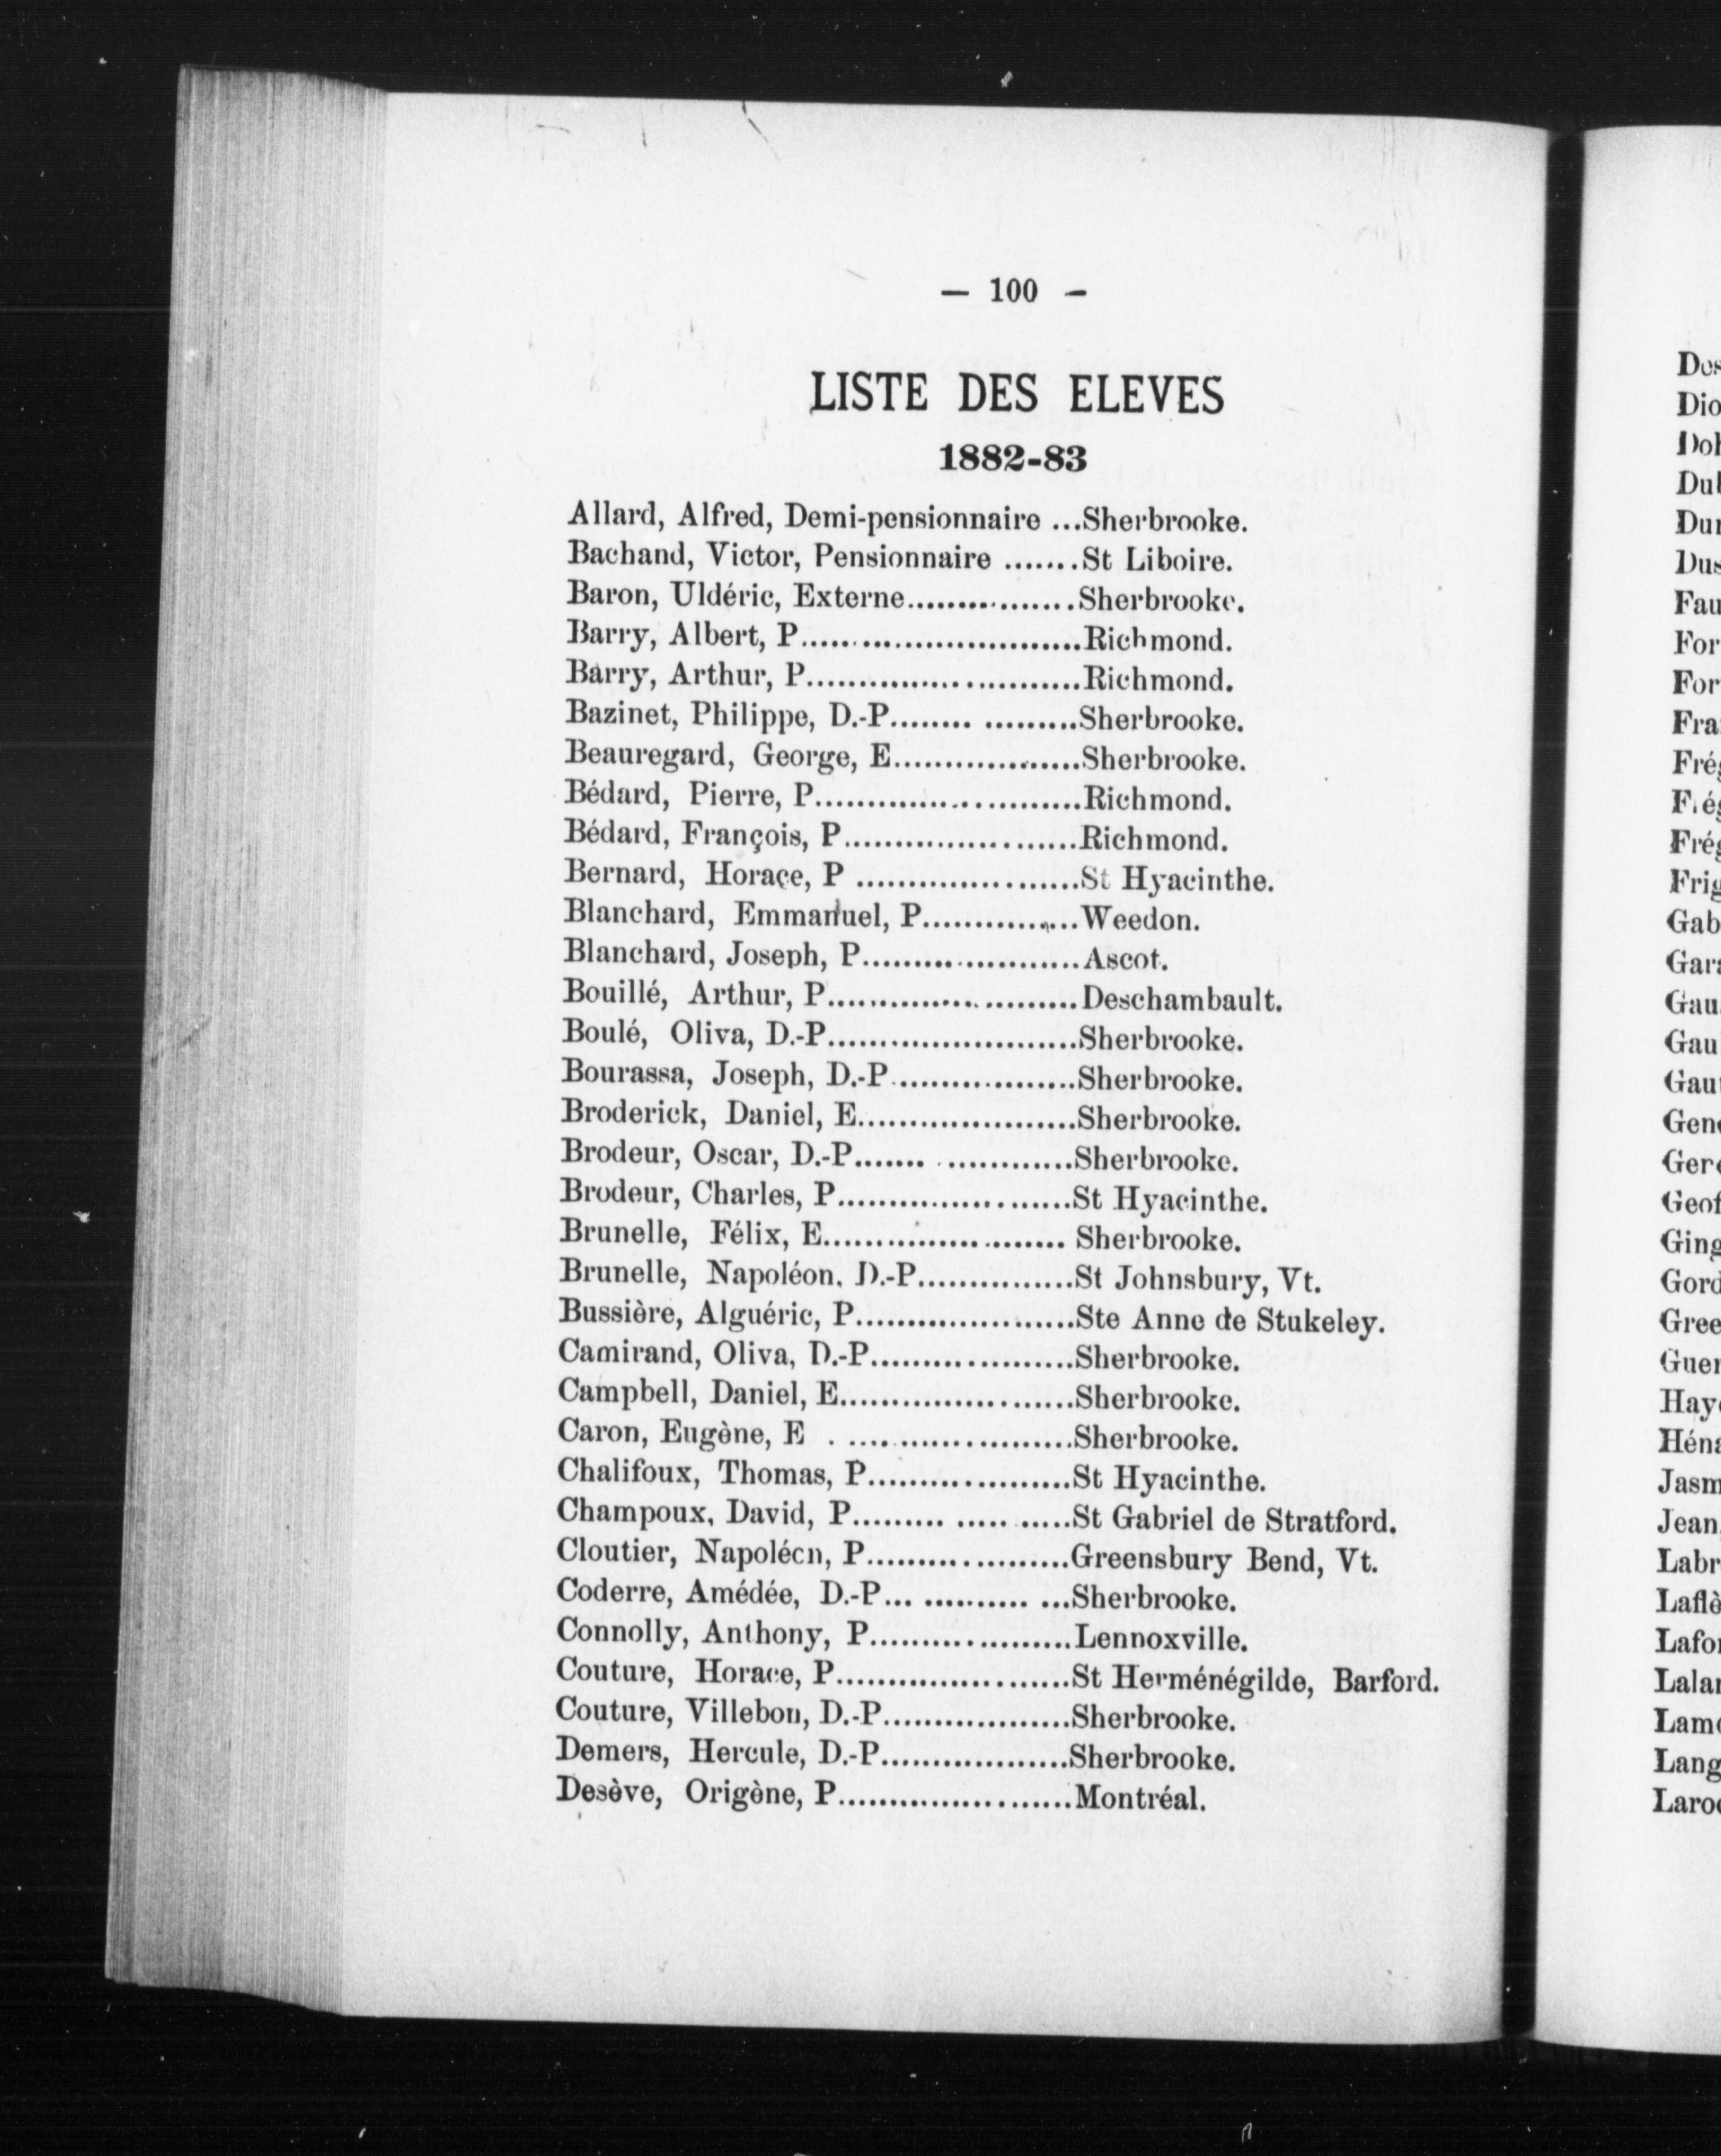 — 100 -
LISTE DES ELEVES
1882-83
Allard, Alfred, Demi-pensionnaire ...Sherbrooke.
Bachand, Victor, Pensionnaire .......St Liboire.
Baron, Uldéric, Externe................Sherbrooke.
Barry, Albert, P...........................Richmond.
Barry, Arthur, P..........................Richmond.
Bazinet, Philippe, D.-P........ .........Sherbrooke.
Beauregard, George, E..................Sherbrooke.
Bédard, Pierre, P..........................Richmond.
Bédard, François, P.......................Richmond.
Bernard, Horace, P ......................St Hyacinthe.
Blanchard, Emmanuel, P...............Weedon.
Blanchard, Joseph, P.....................Ascot.
Bouillé, Arthur, P........................Deschambault.
Boulé, Oliva, D.-P........................Sherbrooke.
Bourassa, Joseph, D.-P..................Sherbrooke.
Broderick, Daniel, E.....................Sherbrooke.
Brodeur, Oscar, D.-P....... .............Sherbrooke.
Brodeur, Charles, P.......................St Hyacinthe.
Brunelle, Félix, E........................ Sherbrooke.
Brunelle, Napoléon, D.-P...............St Johnsbury, Vt.
Bussière, Alguéric, P.....................Ste Anne de Stukeley.
Camirand, Oliva, D.-P....................Sherbrooke.
Campbell, Daniel, E.......................Sherbrooke.
Caron, Eugène, E . ......................Sherbrooke.
Chalifoux, Thomas, P....................St Hyacinthe.
Champoux, David, P......... ..... .....St Gabriel de Stratford.
Cloutier, Napolécn, P....................Greensbury Bend, Vt.
Coderre, Amédée, D.-P... .......... ...Sherbrooke.
Connolly, Anthony, P....................Lennoxville.
Couture, Horace, P.......................St Herménégilde, Barford.
Couture, Villebon, D.-P..................Sherbrooke.
Demers, Hercule, D.-P..................Sherbrooke.
Desève, Origène, P.......................Montréal.